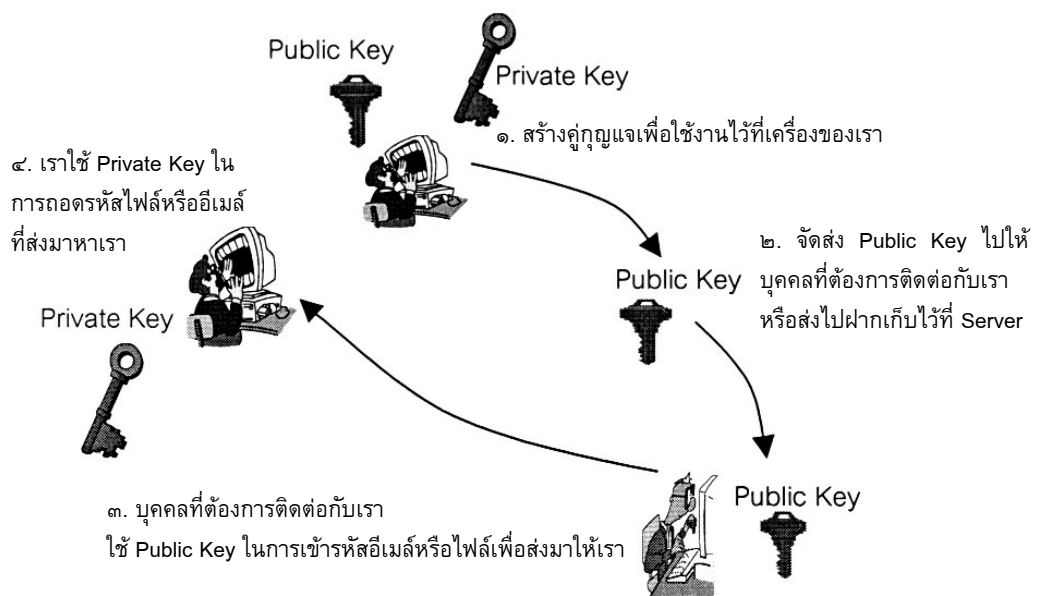 Public Key
Private Key
๑. สร้างคู่กุญแจเพื่อใช้งานไว้ที่เครื่องของเรา
๔. เราใช้ Private Key ใน
การถอดรหัสไฟล์หรืออีเมล์
ที่ส่งมาหาเรา
๒. จัดส่ง Public Key ไปให้
บุคคลที่ต้องการติดต่อกับเรา
หรือส่งไปฝากเก็บไว้ที่ Server
Public Key
Private Key
Public Key
๓. บุคคลที่ต้องการติดต่อกับเรา
ใช้ Public Key ในการเข้ารหัสอีเมล์หรือไฟล์เพื่อส่งมาให้เรา